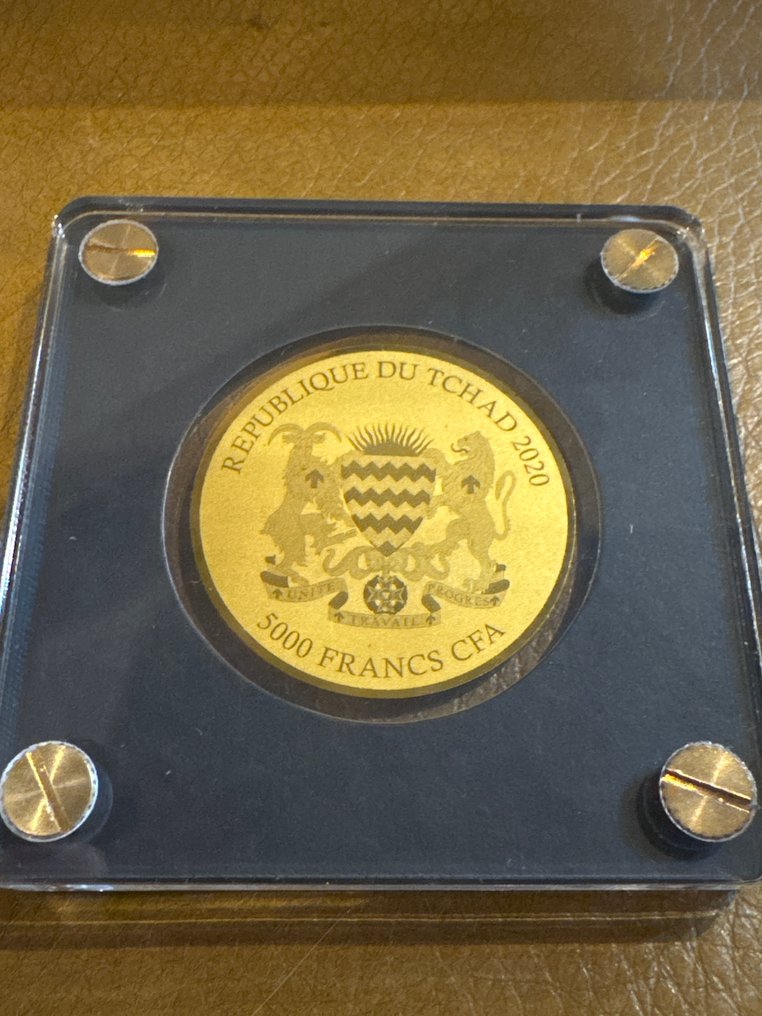 REPUBLIQUE DU TCHAD 2020
UNITE
TRAVAIL
PROGRES
5000 FRANCS CFA